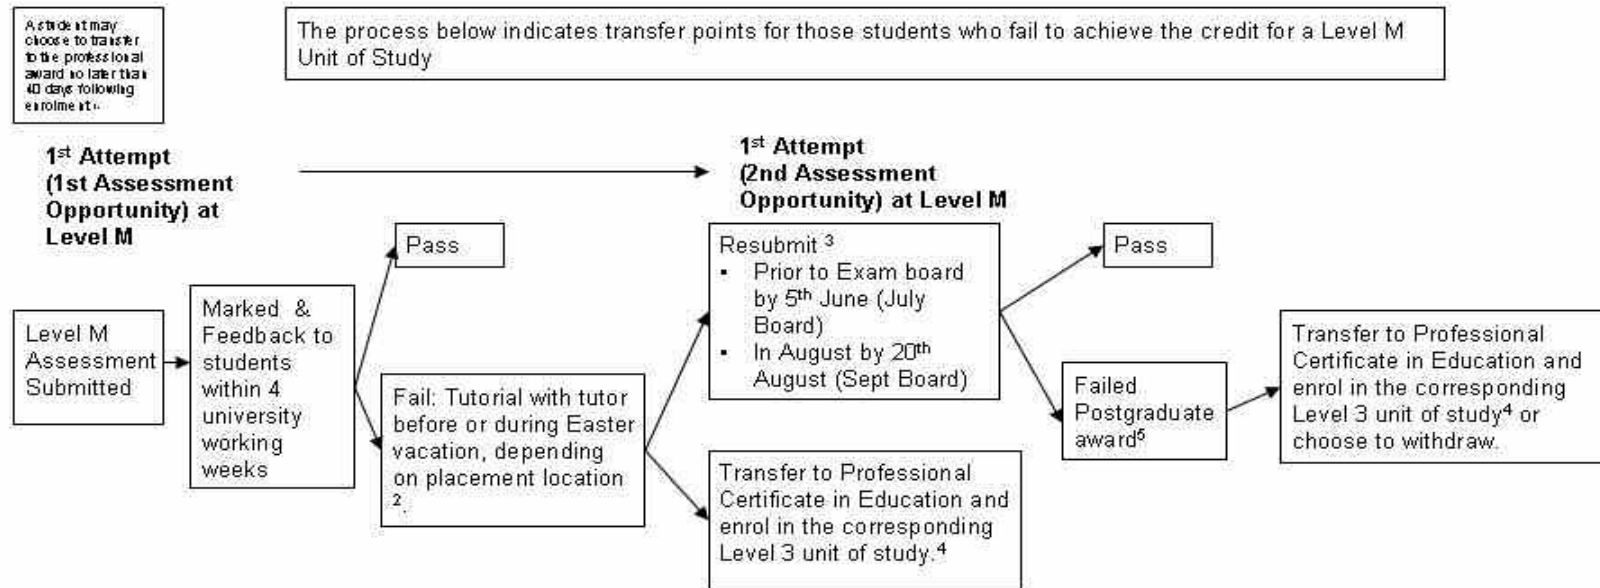 A student may
choose to transfer
to the professional
award no later than
40 days following
enrolment
The process below indicates transfer points for those students who fail to achieve the credit for a Level M
Unit of Study
1st Attempt
(1st Assessment
Opportunity) at
Level M
1st Attempt
(2nd Assessment
Opportunity) at Level M
Level M
Assessment
Submitted
Marked & 
Feedback to
students
within 4
university
working
weeks
Pass
Fail: Tutorial with tutor
before or during Easter
vacation, depending
on placement location
2.
Resubmit 3
▪ Prior to Exam board
by 5th June (July
Board)
▪ In August by 20th
August (Sept Board)
Transfer to Professional
Certificate in Education and
enrol in the corresponding
Level 3 unit of study.4
Pass
Failed
Postgraduate
award5
Transfer to Professional
Certificate in Education and
enrol in the corresponding
Level 3 unit of study4 or
choose to withdraw.